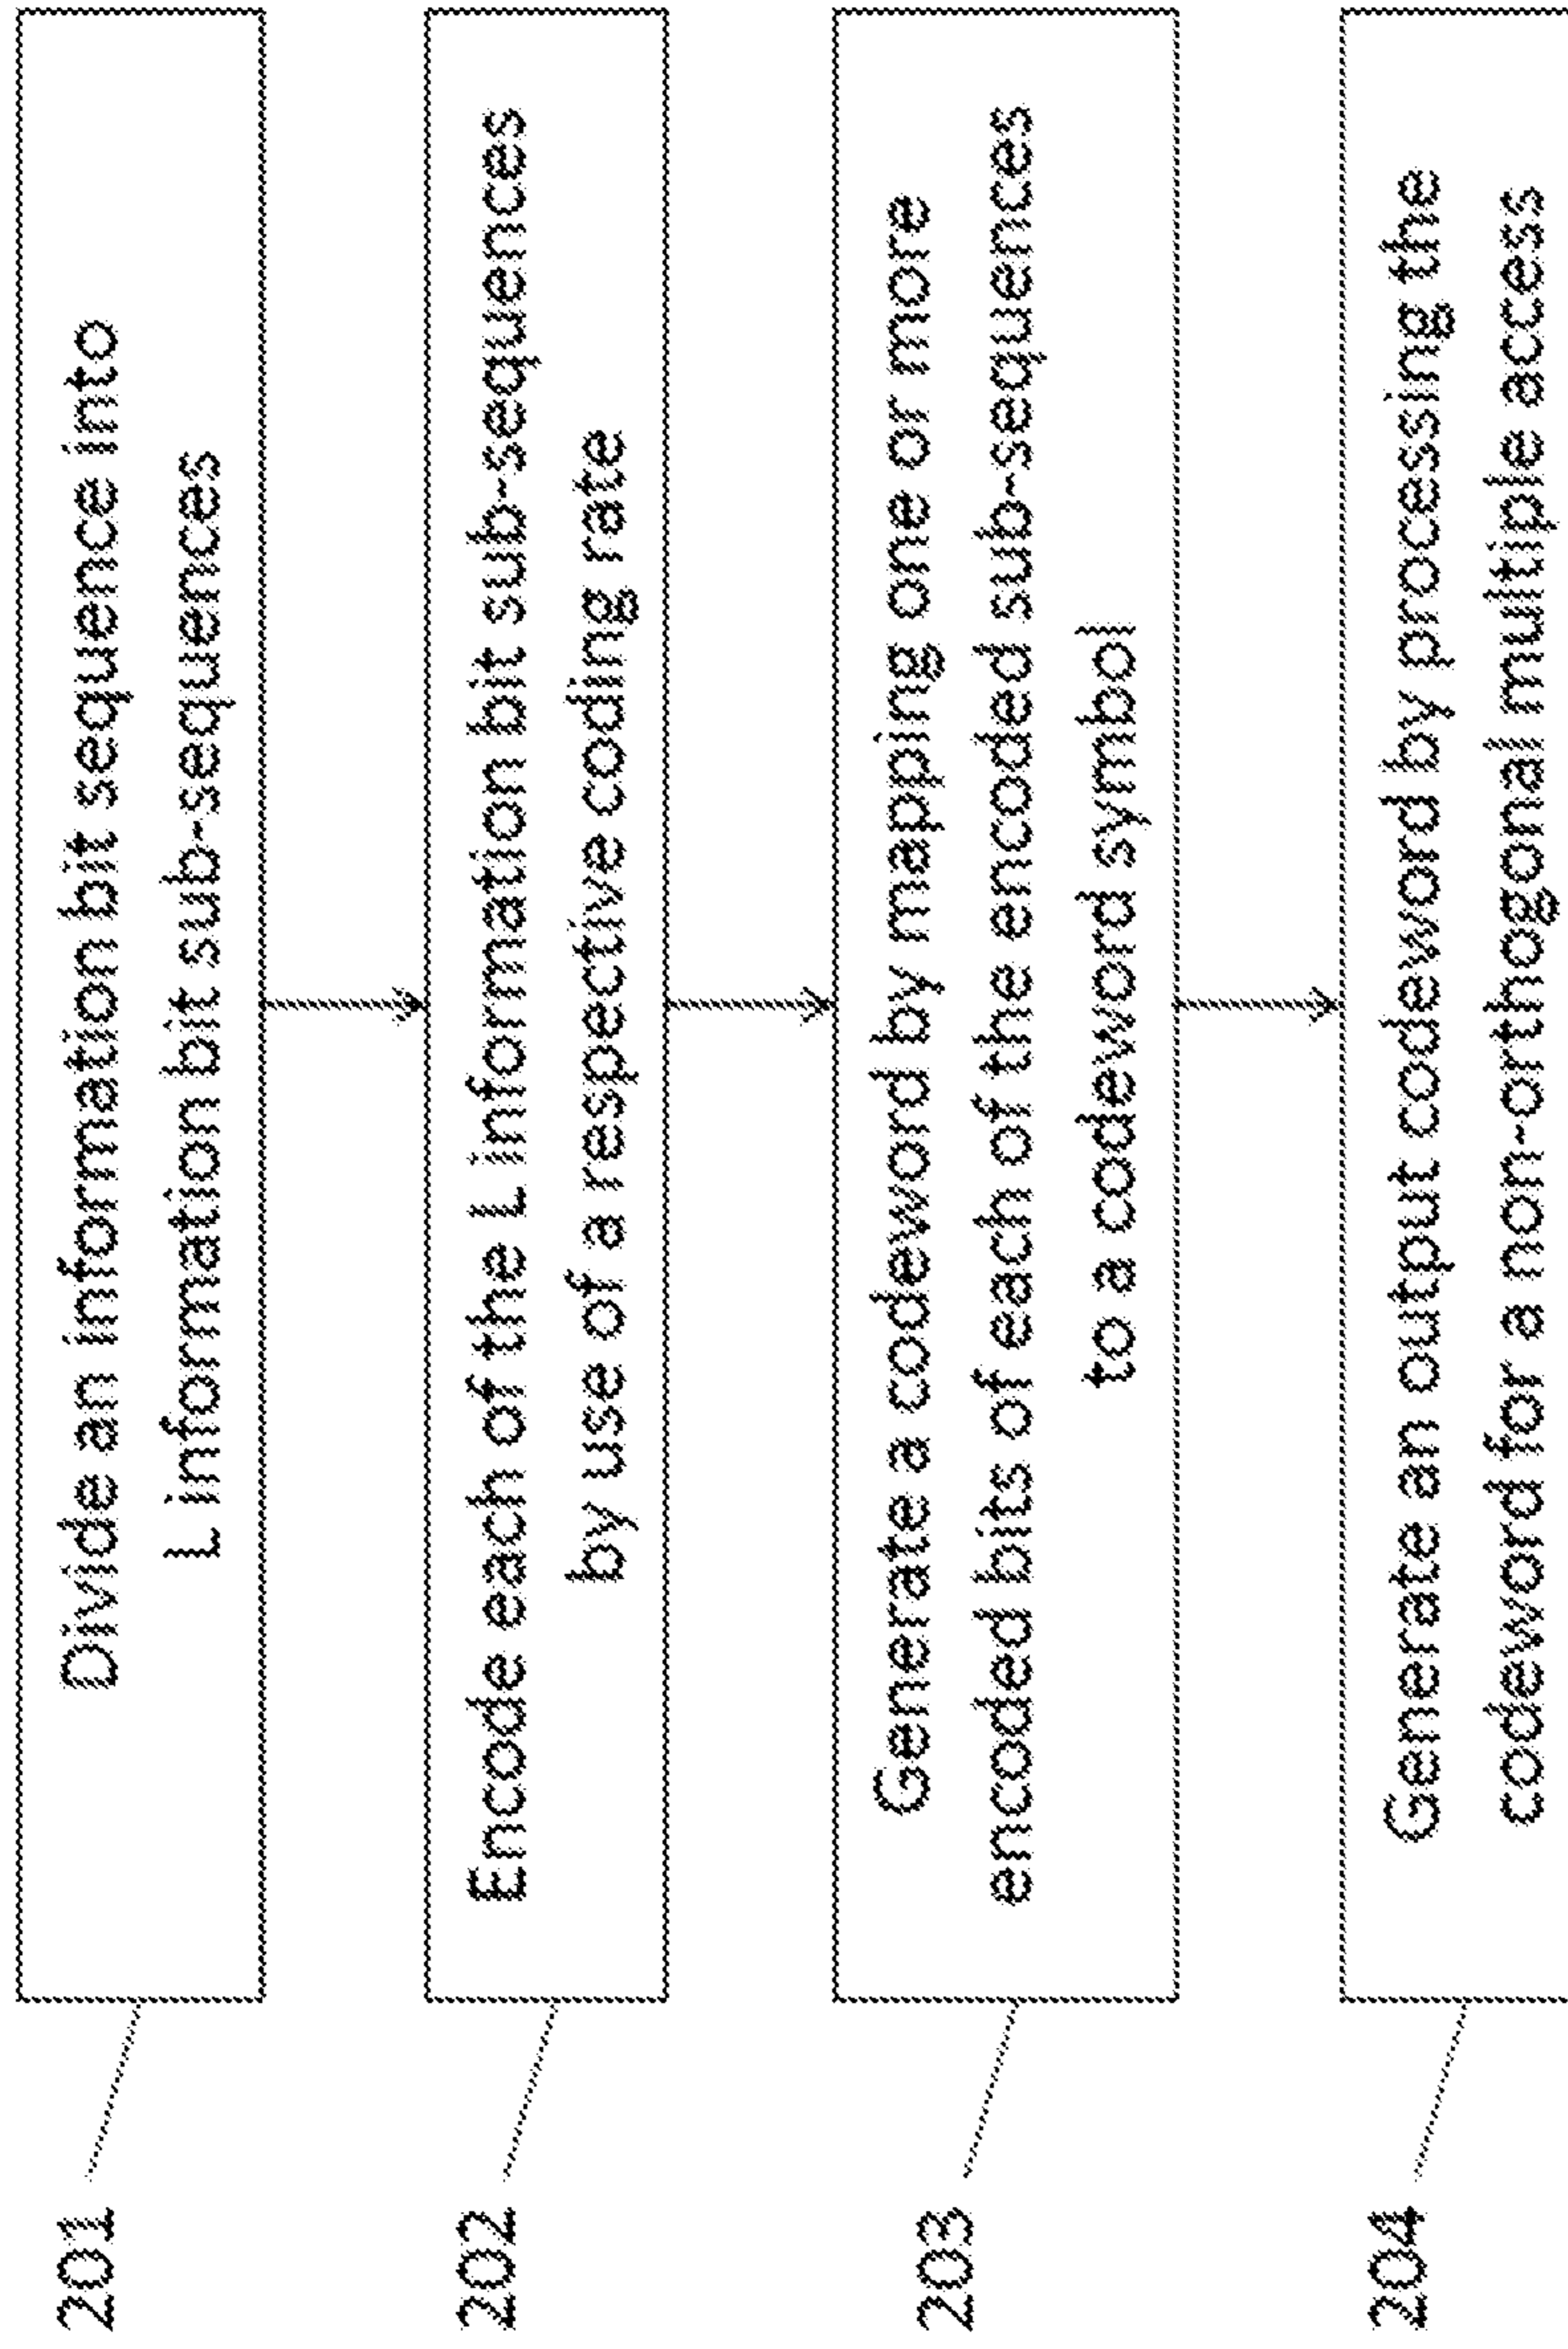 201
Divide an information bit sequence into
L information bit sub-sequences
202
Encode each of the L information bit sub-sequences
by use of a respective coding rate
203
Generate a codeword by mapping one or more
encoded bits of each of the encoded sub-sequences
to a codeword symbol
204
Generate an output codeword by processing the
codeword for a non-orthogonal multiple access